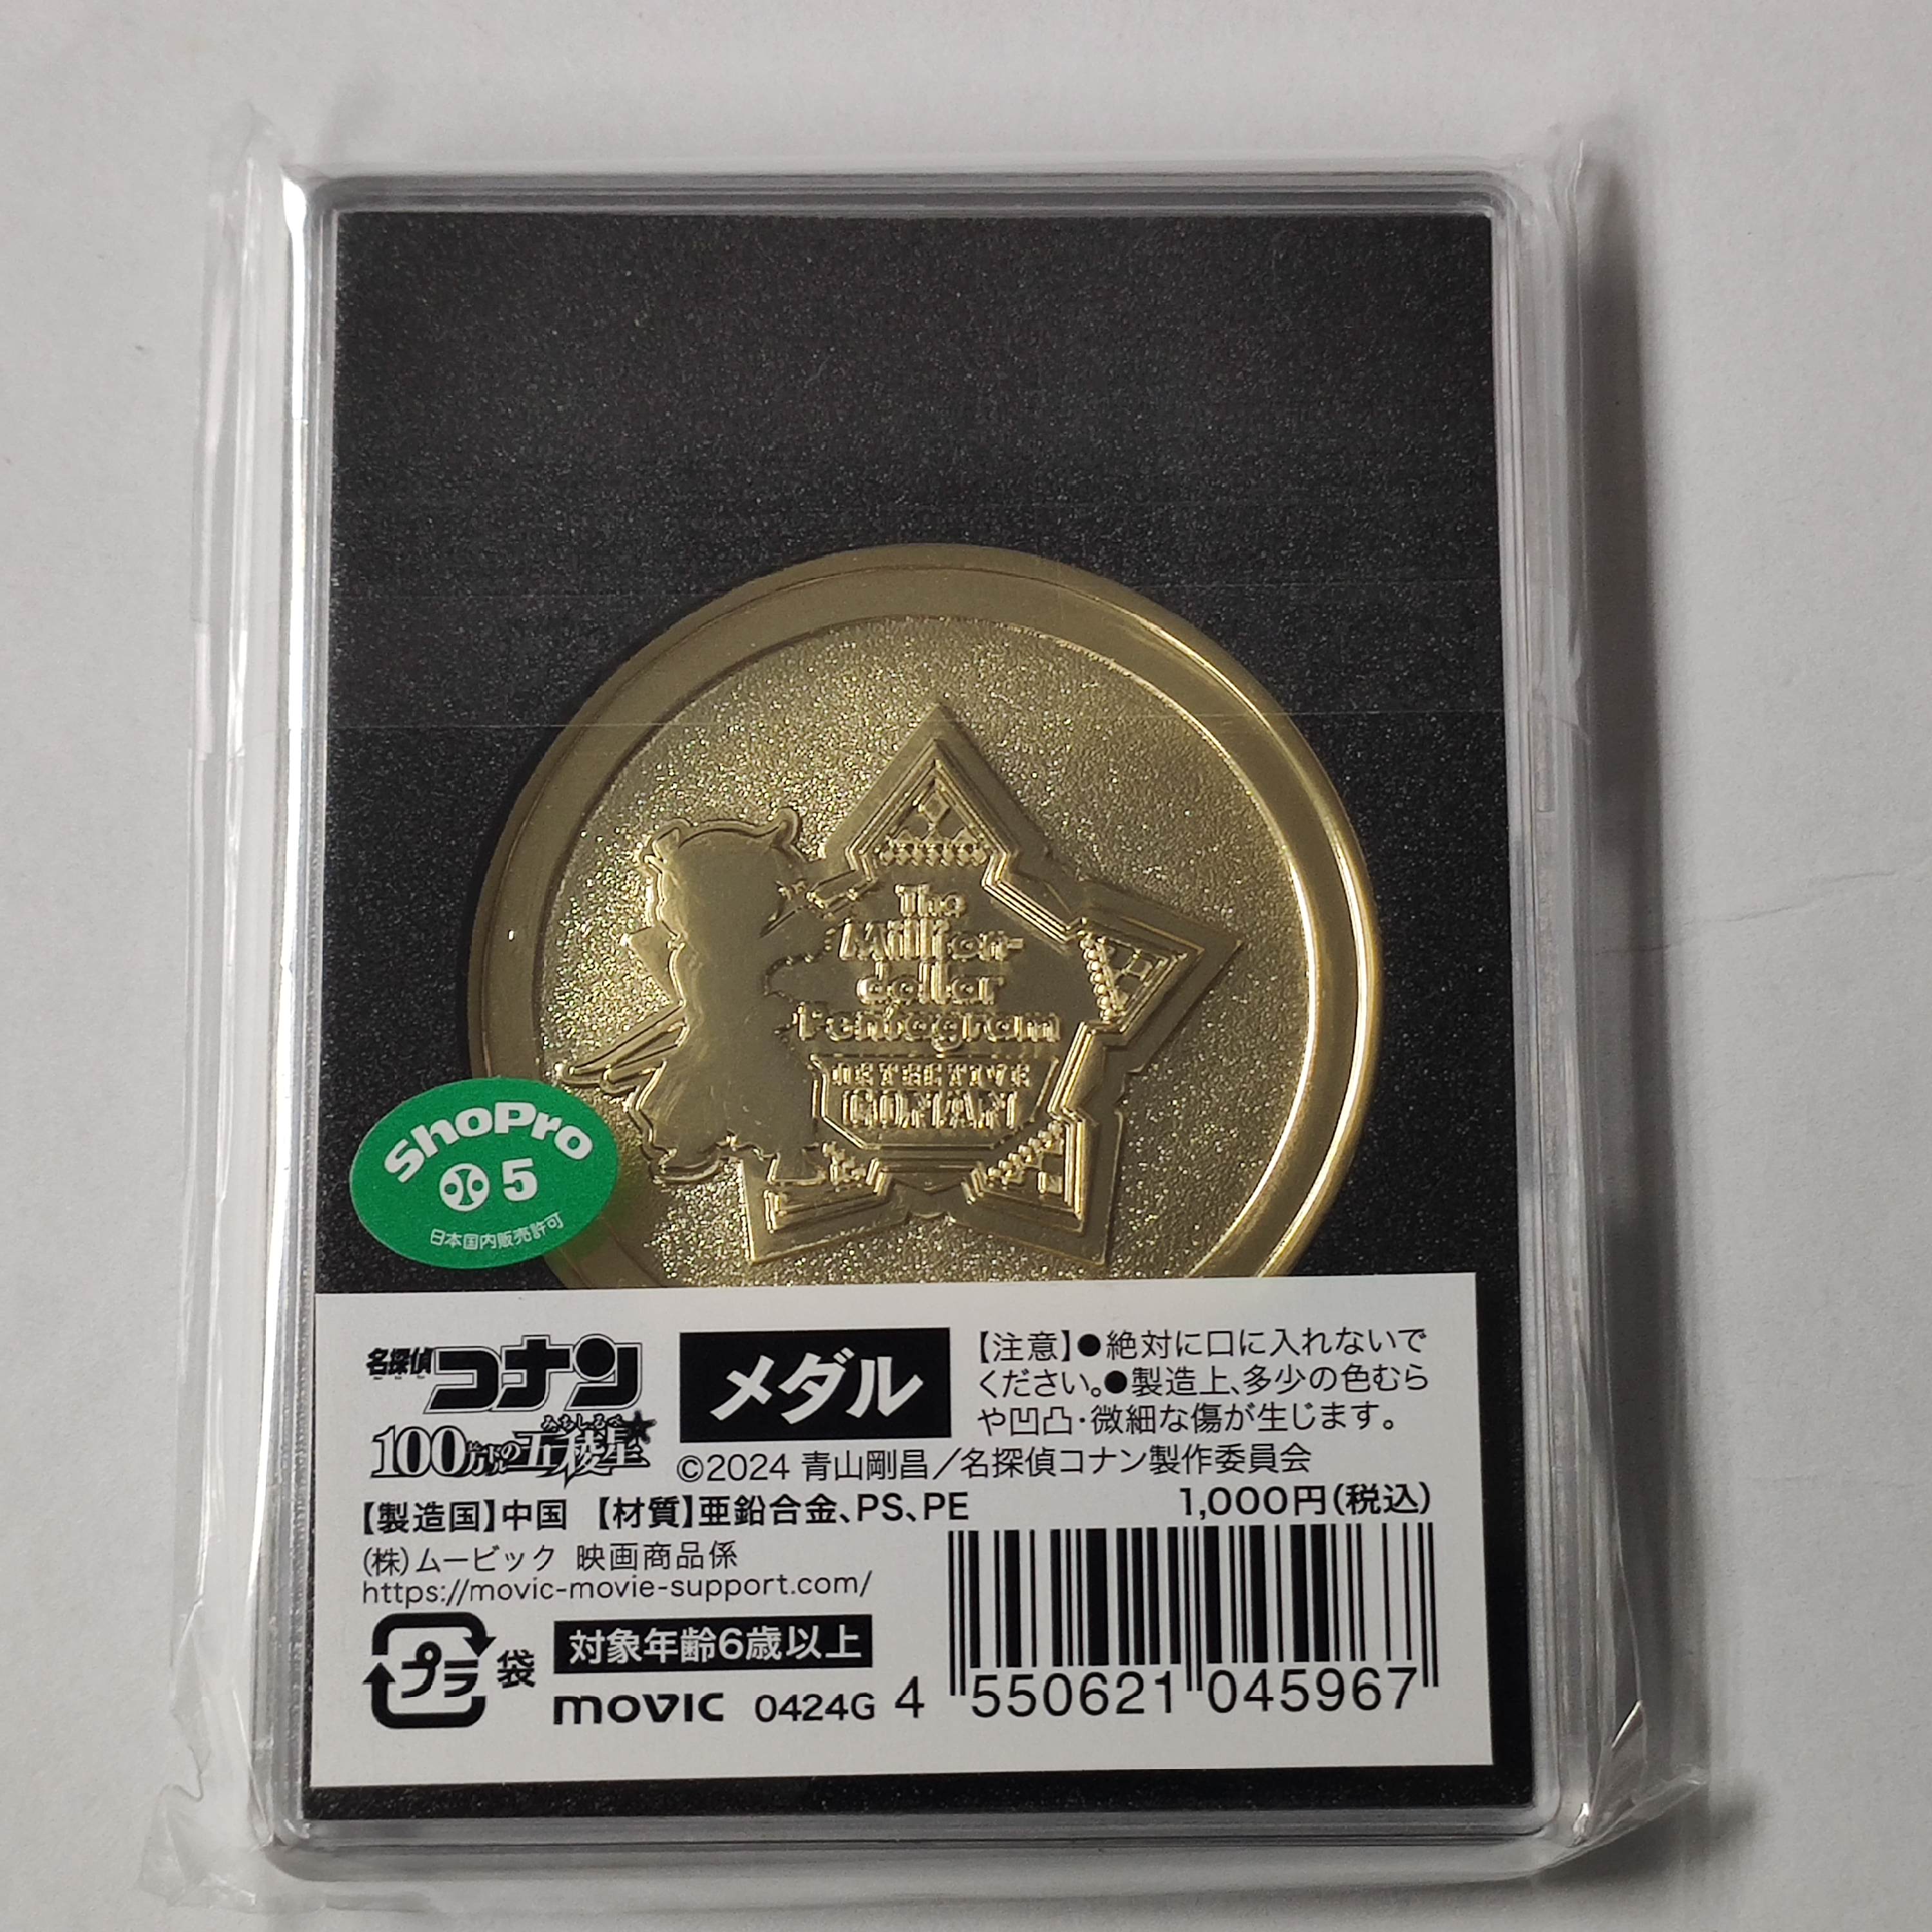 The
Million-
dollar
Pentagram
DETECTIVE
CONAN
ShoPro
5
日本国内販売許可
名探偵コナン
みちしるべ
100万ドルの五稜星
メダル
【注意】●絶対に口に入れないで
ください。●製造上、多少の色むら
や凹凸・微細な傷が生じます。
©2024 青山剛昌／名探偵コナン製作委員会
【製造国】中国 【材質】亜鉛合金、PS、PE
1,000円(税込)
(株)ムービック 映画商品係
https://movic-movie-support.com/
プラ 袋
対象年齢6歳以上
movic 0424G
4 550621 045967